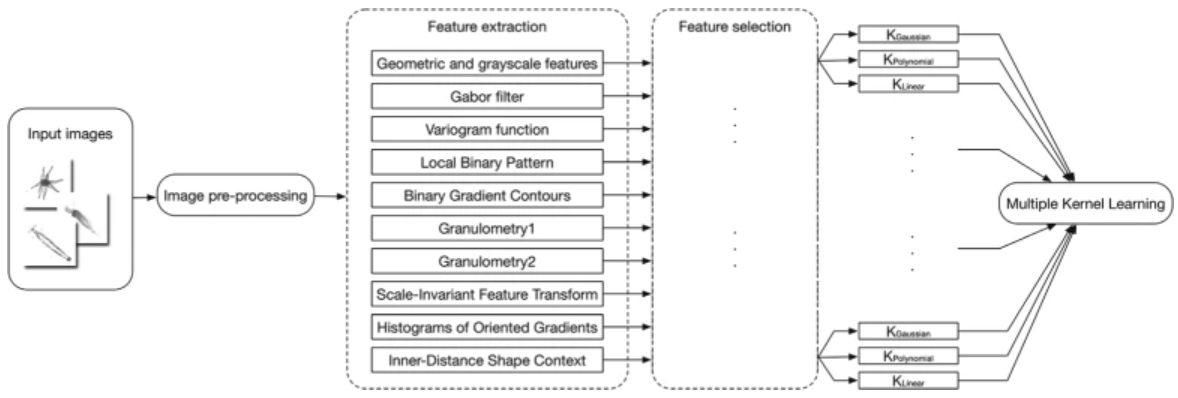 Input images
Image pre-processing
Feature extraction
Geometric and grayscale features
Gabor filter
Variogram function
Local Binary Pattern
Binary Gradient Contours
Granulometry1
Granulometry2
Scale-Invariant Feature Transform
Histograms of Oriented Gradients
Inner-Distance Shape Context
Feature selection
KGaussian
KPolynomial
KLinear
KGaussian
KPolynomial
KLinear
Multiple Kernel Learning